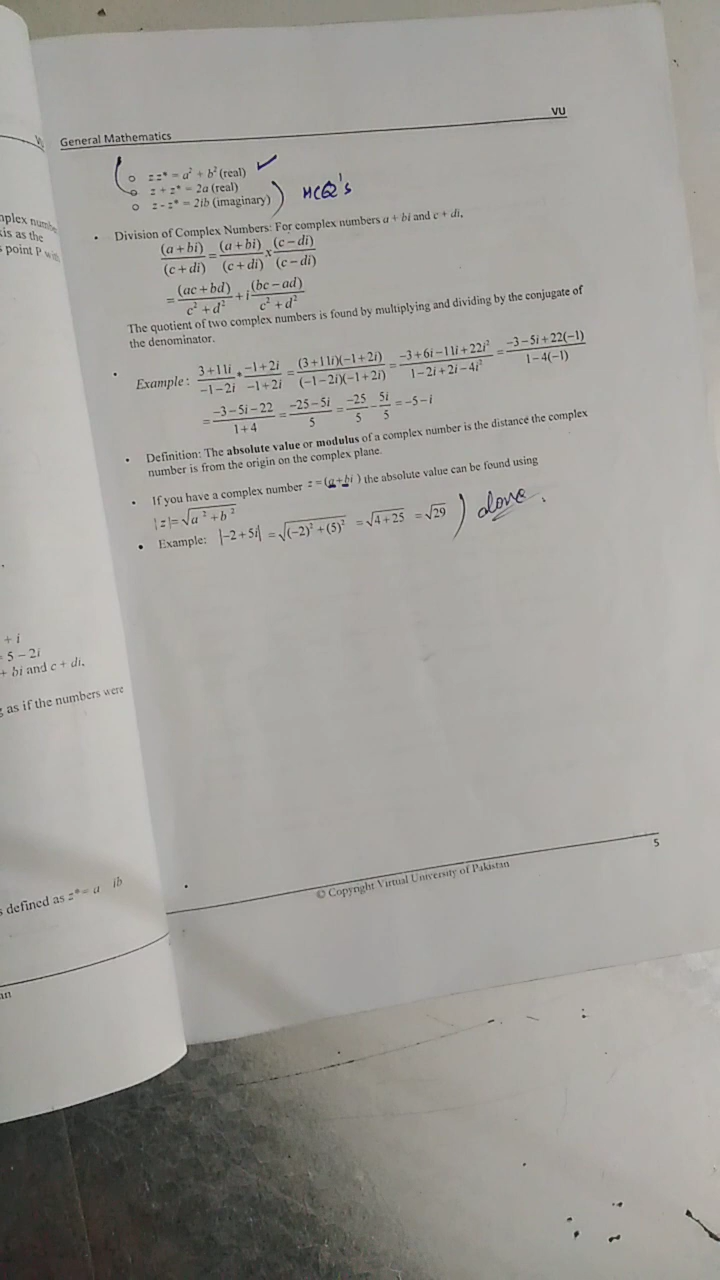 General Mathematics
VU
o zz* = a² + b² (real) ✓
o z + z* = 2a (real)
o z - z* = 2ib (imaginary) ) MCQ's
• Division of Complex Numbers: For complex numbers a + bi and c + di,
(a+bi)/(c+di) = (a+bi)/(c+di) x (c-di)/(c-di)
= (ac+bd)/(c²+d²) + i (bc-ad)/(c²+d²)
The quotient of two complex numbers is found by multiplying and dividing by the conjugate of
the denominator.
• Example: (3+11i)/(-1-2i) • (-1+2i)/(-1+2i) = (3+11i)(-1+2i)/(-1-2i)(-1+2i) = (-3+6i-11i+22i²)/(1-2i+2i-4i²) = (-3-5i+22(-1))/(1-4(-1))
= (-3-5i-22)/(1+4) = (-25-5i)/5 = -25/5 - 5i/5 = -5-i
• Definition: The absolute value or modulus of a complex number is the distance the complex
number is from the origin on the complex plane.
• If you have a complex number z = (a+bi) the absolute value can be found using
|z| = √(a²+b²)
• Example: |-2+5i| = √((-2)²+(5)²) = √(4+25) = √29 )
5
© Copyright Virtual University of Pakistan
xis as the
point P
+ i
= 5 - 2i
+ bi and c + di,
as if the numbers were
defined as z* = a ib